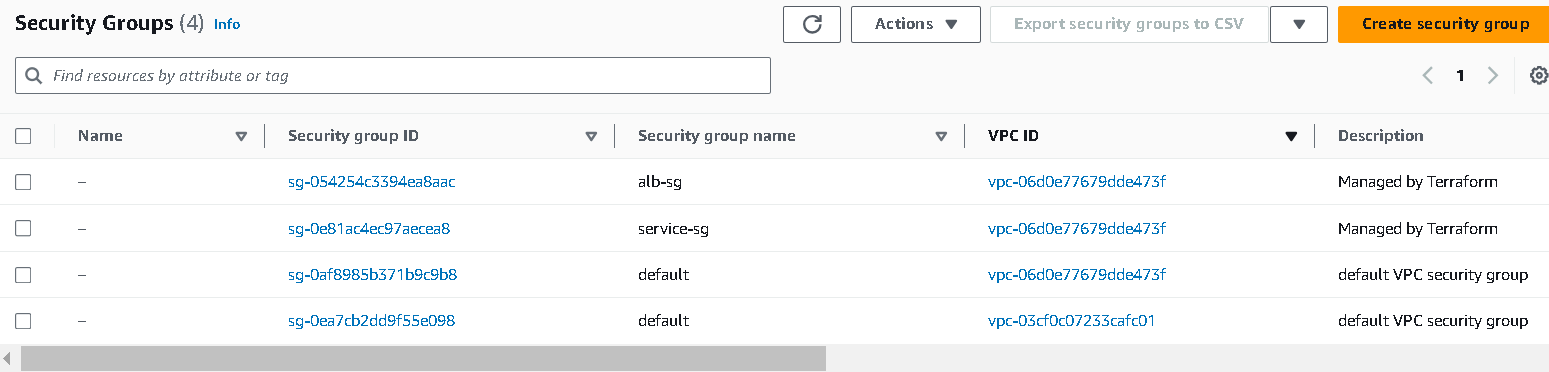 Security Groups (4) Info
Actions
Export security groups to CSV
Create security group
Find resources by attribute or tag
1
Name Security group ID Security group name VPC ID Description
– sg-054254c3394ea8aac alb-sg vpc-06d0e77679dde473f Managed by Terraform
– sg-0e81ac4ec97aecea8 service-sg vpc-06d0e77679dde473f Managed by Terraform
– sg-0af8985b371b9c9b8 default vpc-06d0e77679dde473f default VPC security group
– sg-0ea7cb2dd9f55e098 default vpc-03cf0c07233cafc01 default VPC security group